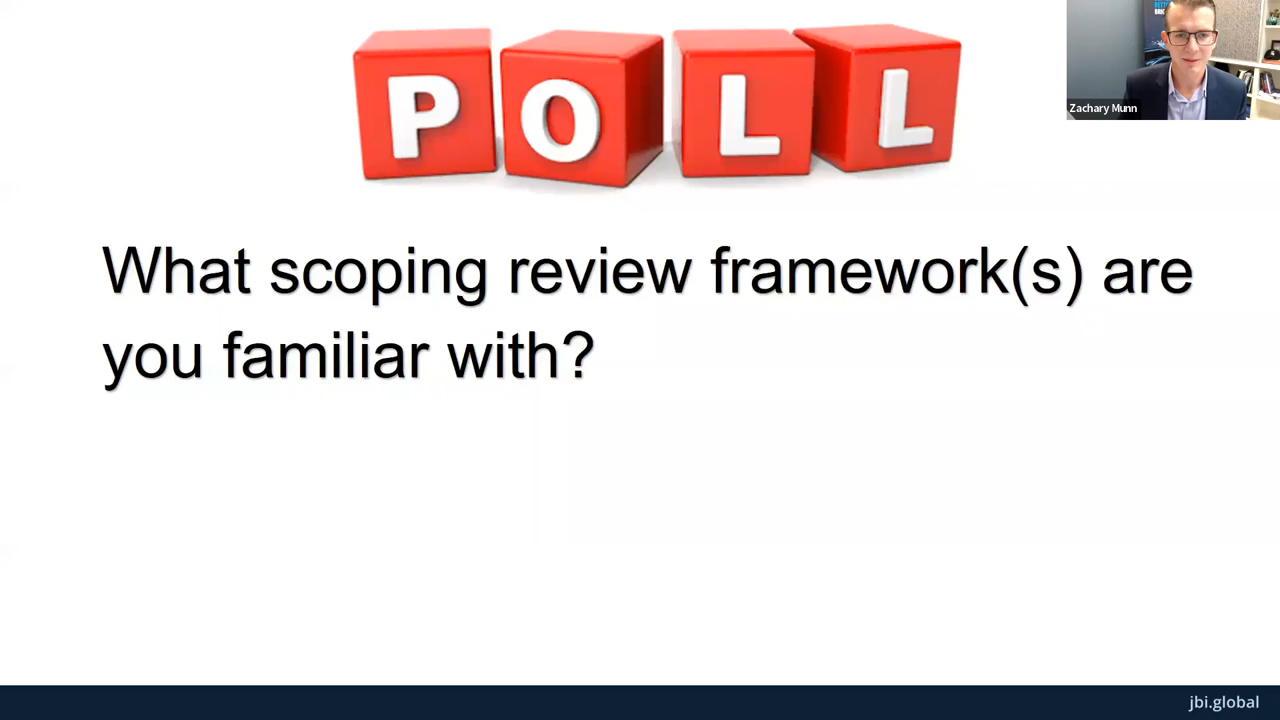 POLL
Zachary Munn
What scoping review framework(s) are
you familiar with?
jbi.global